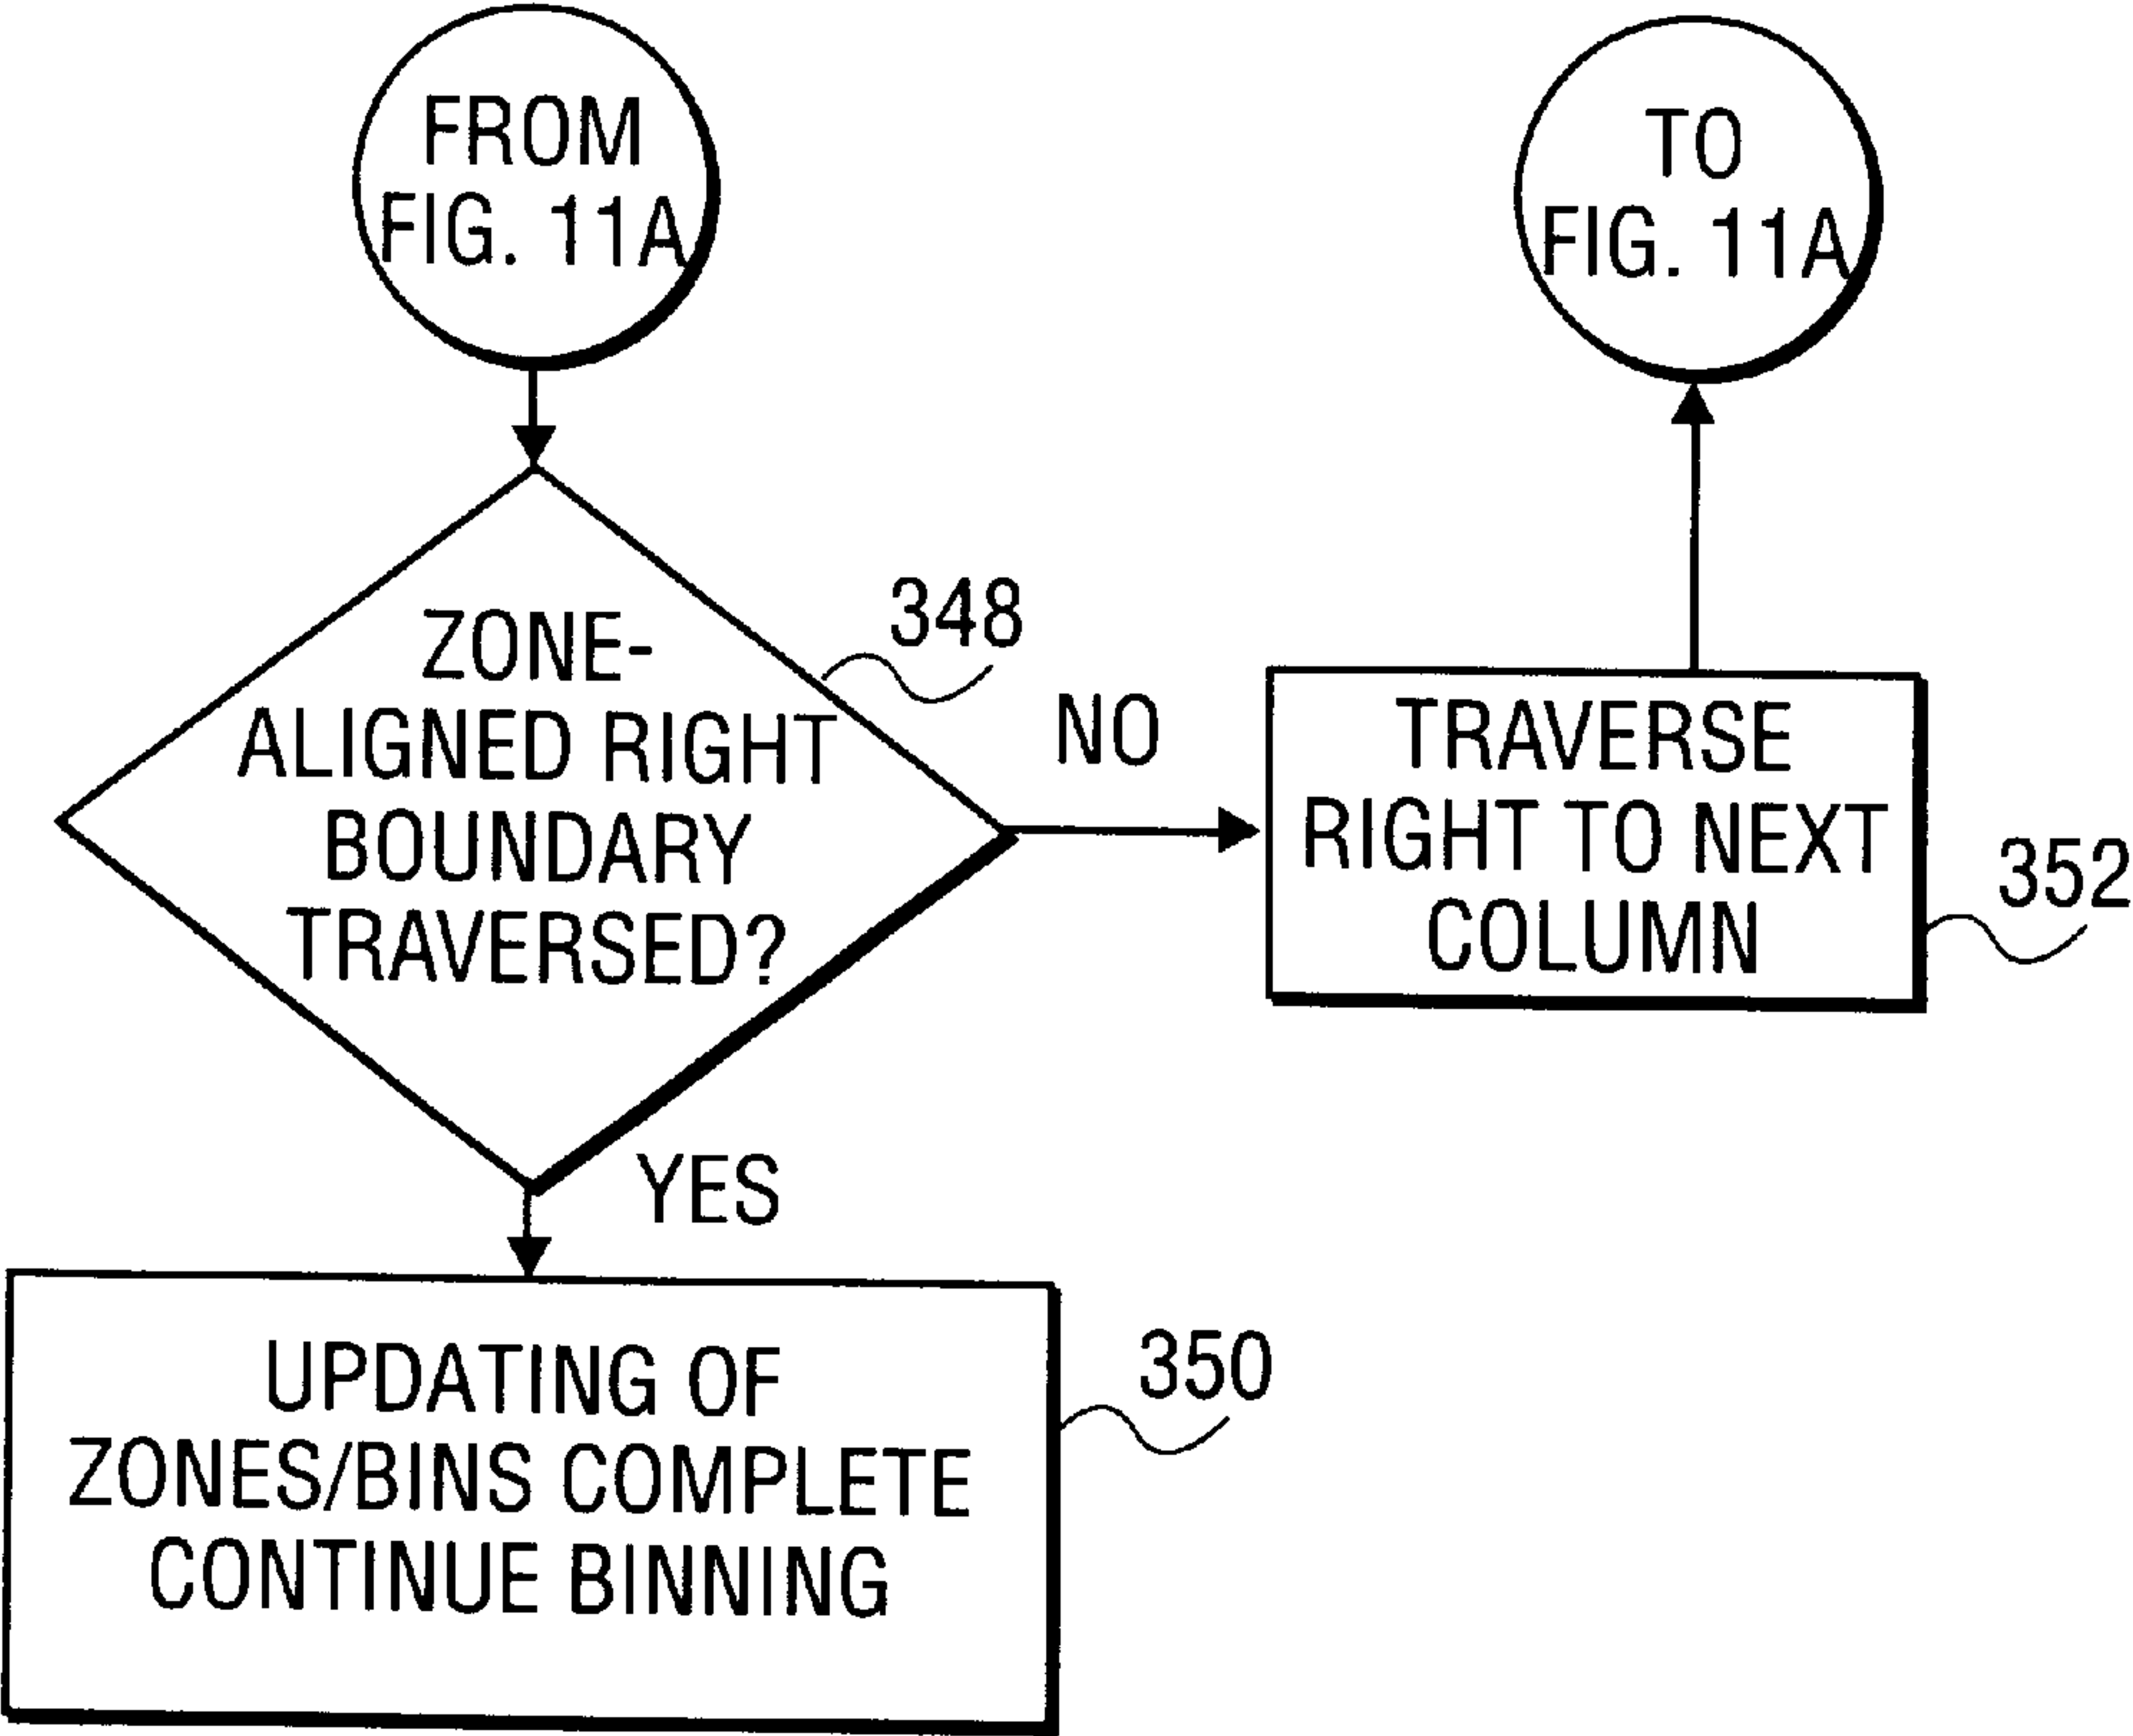 FROM
FIG. 11A
TO
FIG. 11A
ZONE-
ALIGNED RIGHT
BOUNDARY
TRAVERSED?
348
NO
TRAVERSE
RIGHT TO NEXT
COLUMN
352
YES
UPDATING OF
ZONES/BINS COMPLETE
CONTINUE BINNING
350